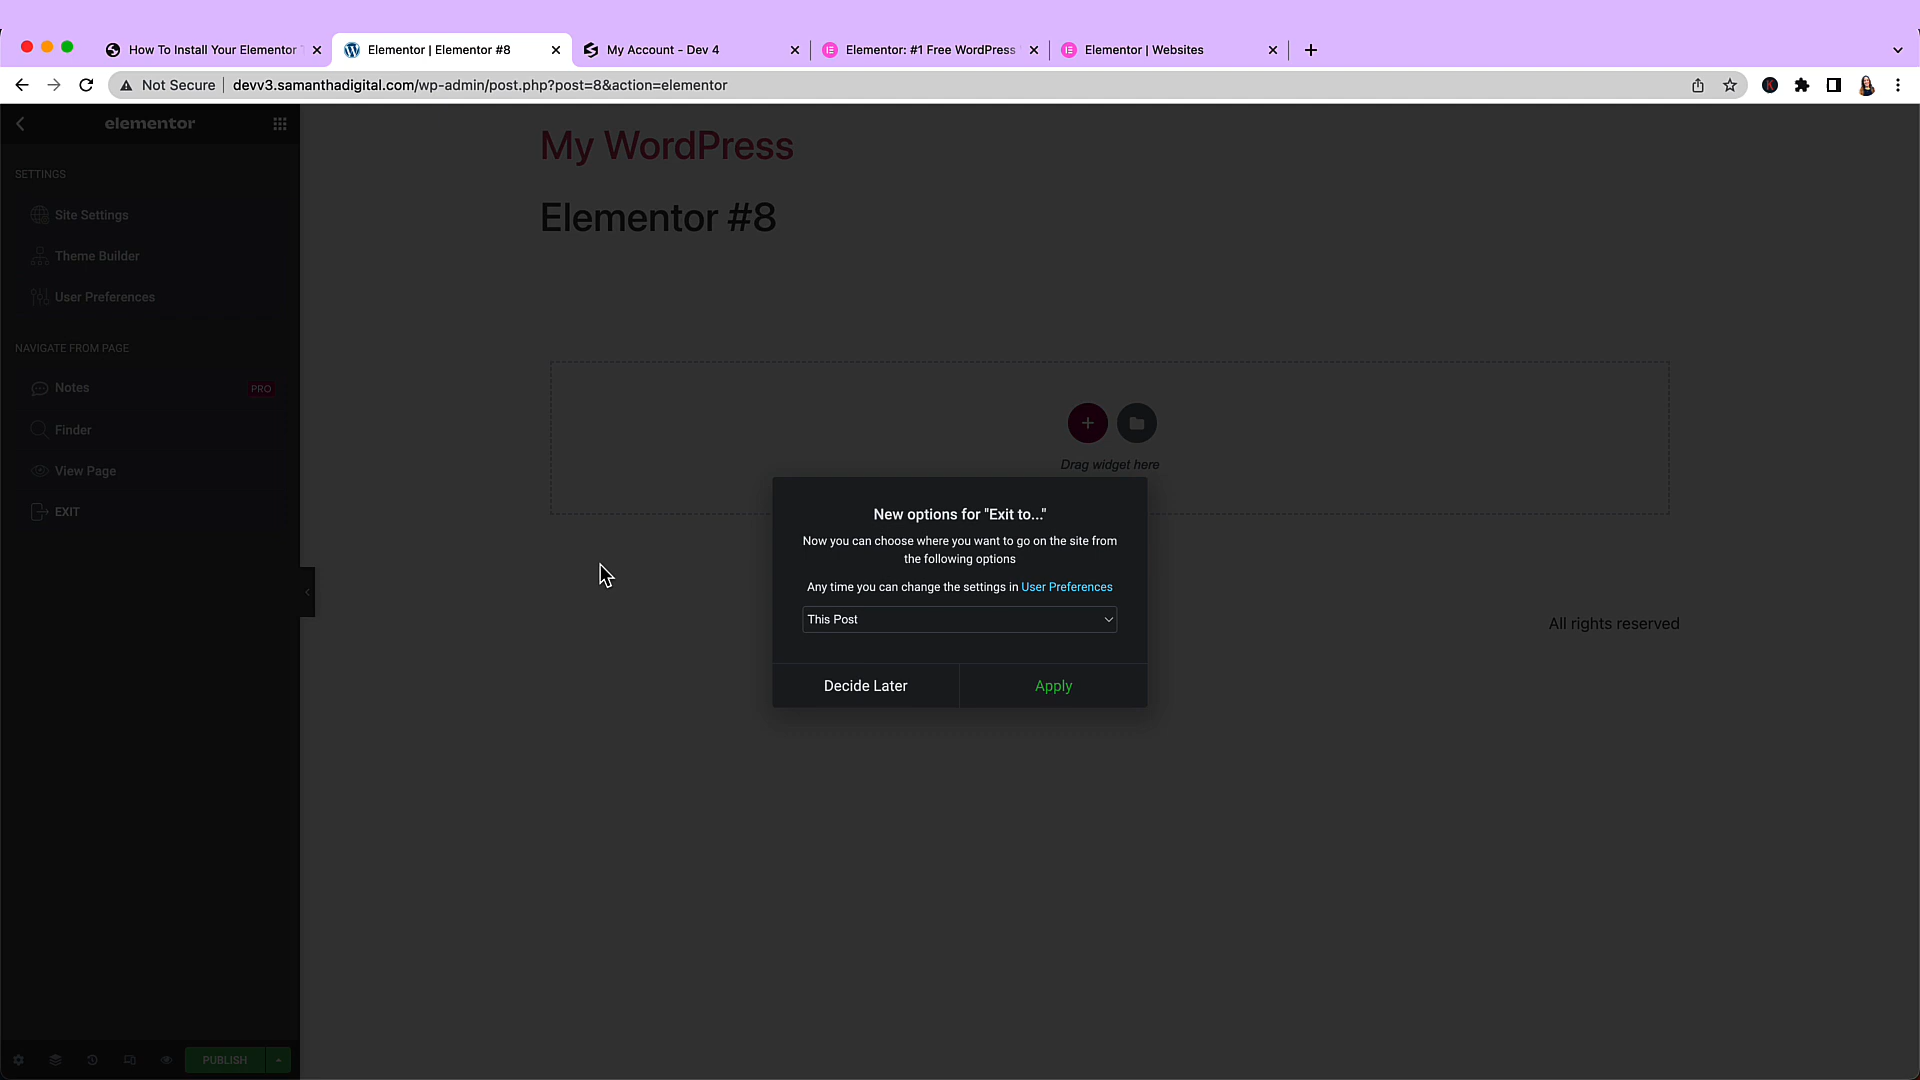 How To Install Your Elementor
Elementor | Elementor #8
My Account - Dev 4
Elementor: #1 Free WordPress
Elementor | Websites
Not Secure
devv3.samanthadigital.com/wp-admin/post.php?post=8&action=elementor
elementor
SETTINGS
Site Settings
Theme Builder
User Preferences
NAVIGATE FROM PAGE
Notes
PRO
Finder
View Page
EXIT
PUBLISH
My WordPress
Elementor #8
Drag widget here
New options for "Exit to..."
Now you can choose where you want to go on the site from
the following options
Any time you can change the settings in User Preferences
This Post
Decide Later
Apply
All rights reserved